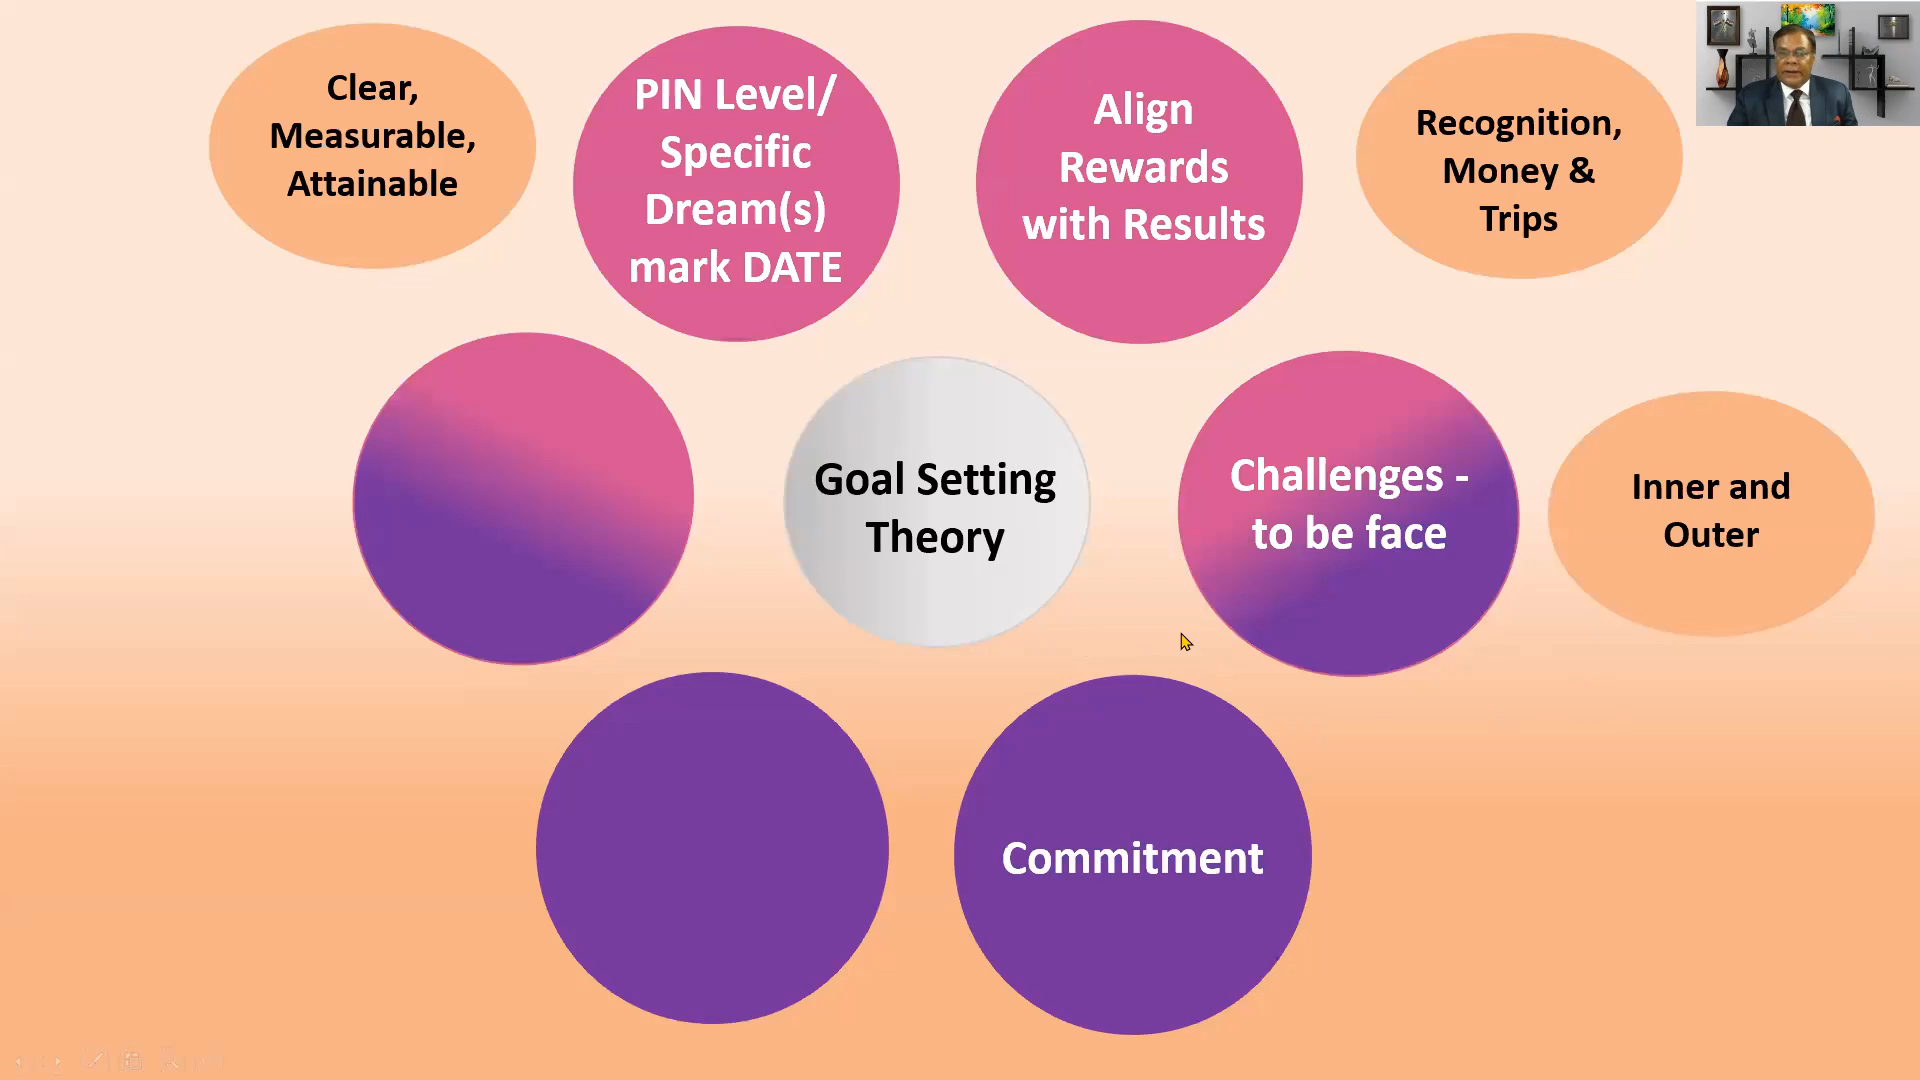 Clear,
Measurable,
Attainable
PIN Level/
Specific
Dream(s)
mark DATE
Align
Rewards
with Results
Recognition,
Money &
Trips
Goal Setting
Theory
Challenges -
to be face
Inner and
Outer
Commitment